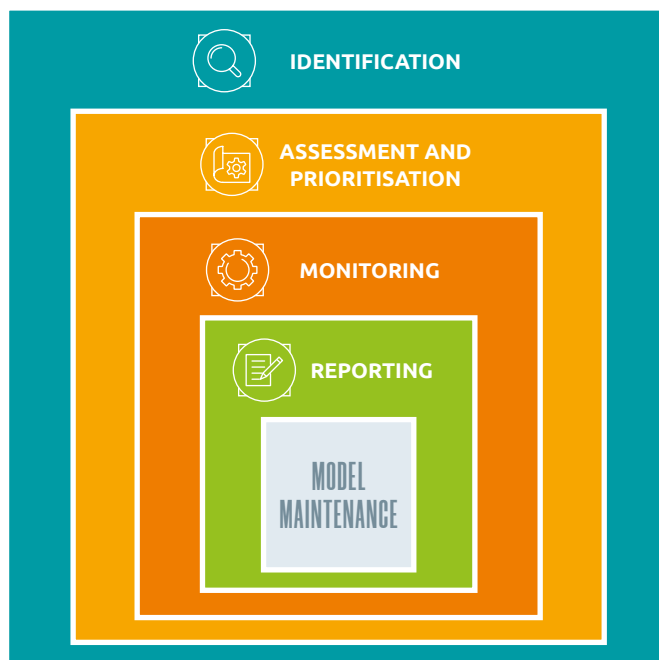 IDENTIFICATION
ASSESSMENT AND
PRIORITISATION
MONITORING
REPORTING
MODEL
MAINTENANCE